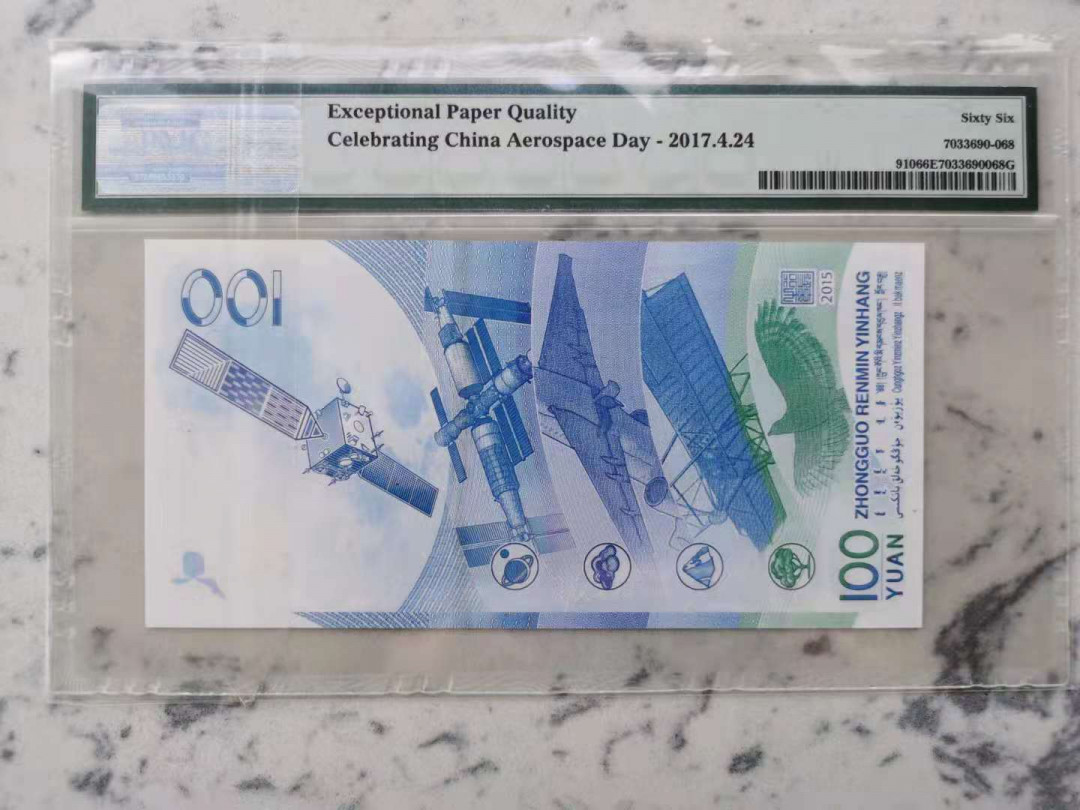 Exceptional Paper Quality
Celebrating China Aerospace Day - 2017.4.24
Sixty Six
7033690-068
91066E7033690068G
100
2015
ZHONGGUO RENMIN YINHANG
100
YUAN